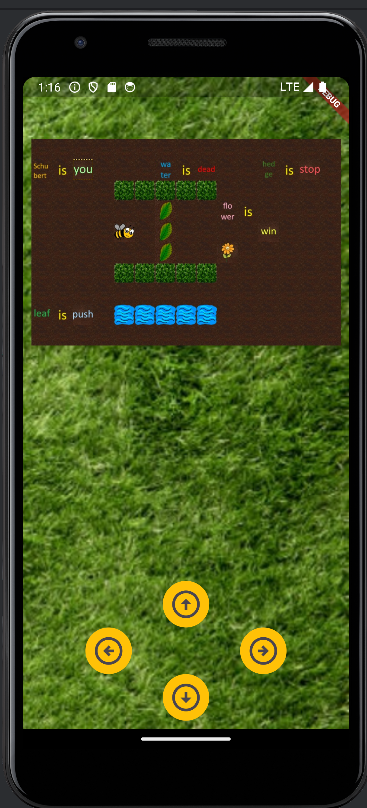 1:16 LTE
DEBUG
Schu
bert is you
wa
ter is dead
hed
ge is stop
flo
wer is
win
leaf is push